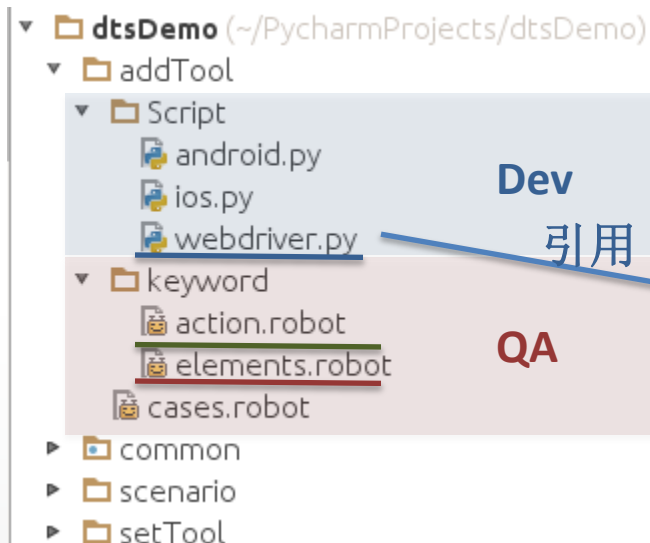 dtsDemo (~/PycharmProjects/dtsDemo)
addTool
Script
android.py
ios.py
webdriver.py
Dev
引用
keyword
action.robot
elements.robot
cases.robot
QA
common
scenario
setTool